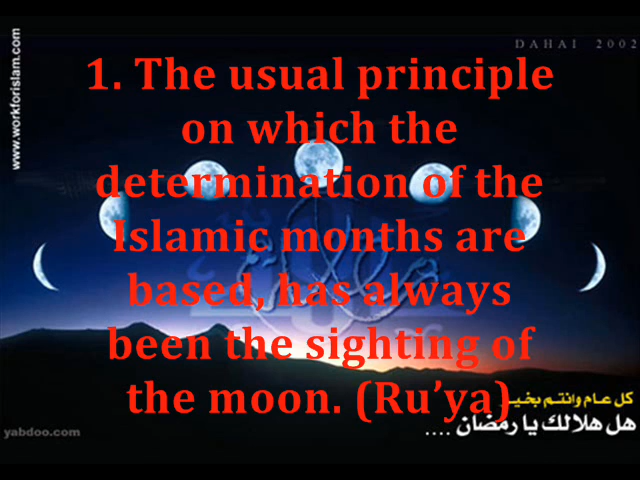 DAHAI 2002
www.workforislam.com
1. The usual principle
on which the
determination of the
Islamic months are
based, has always
been the sighting of
the moon. (Ru’ya)
كل عام وانتم بخير
هل هلالك يا رمضان ....
yabdoo.com